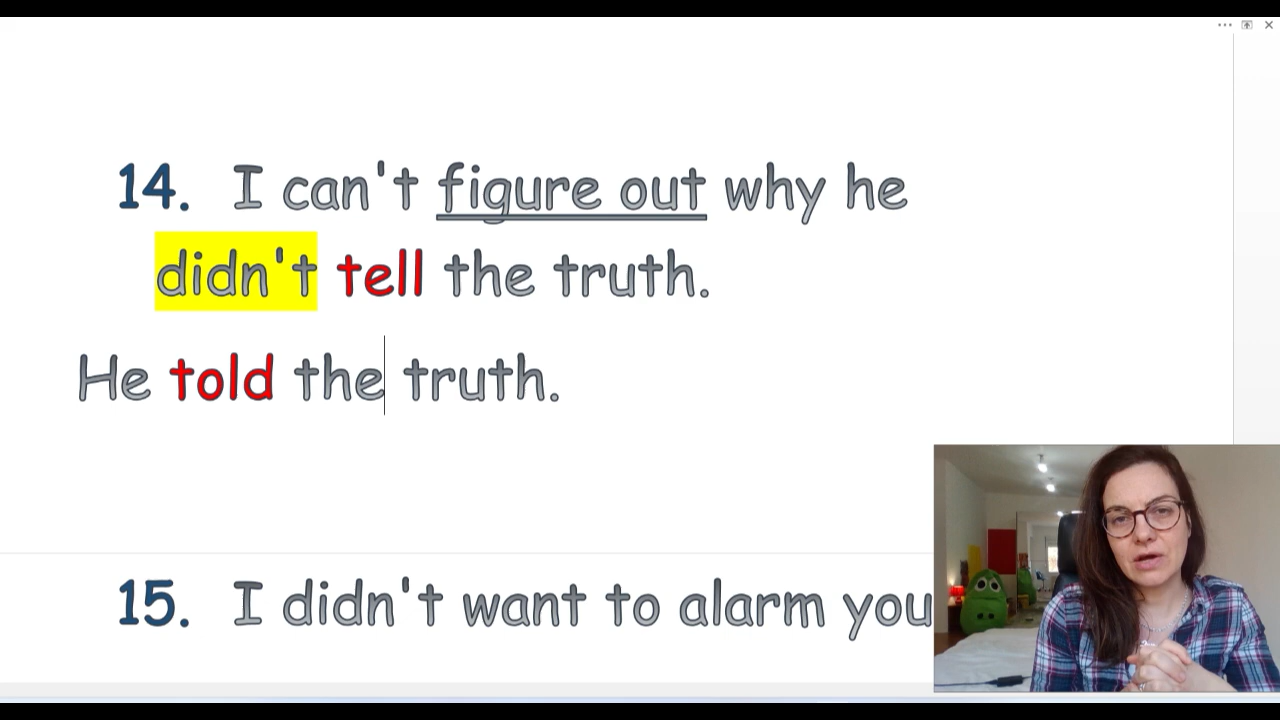 14. I can't figure out why he
didn't tell the truth.
He told the truth.
15. I didn't want to alarm you